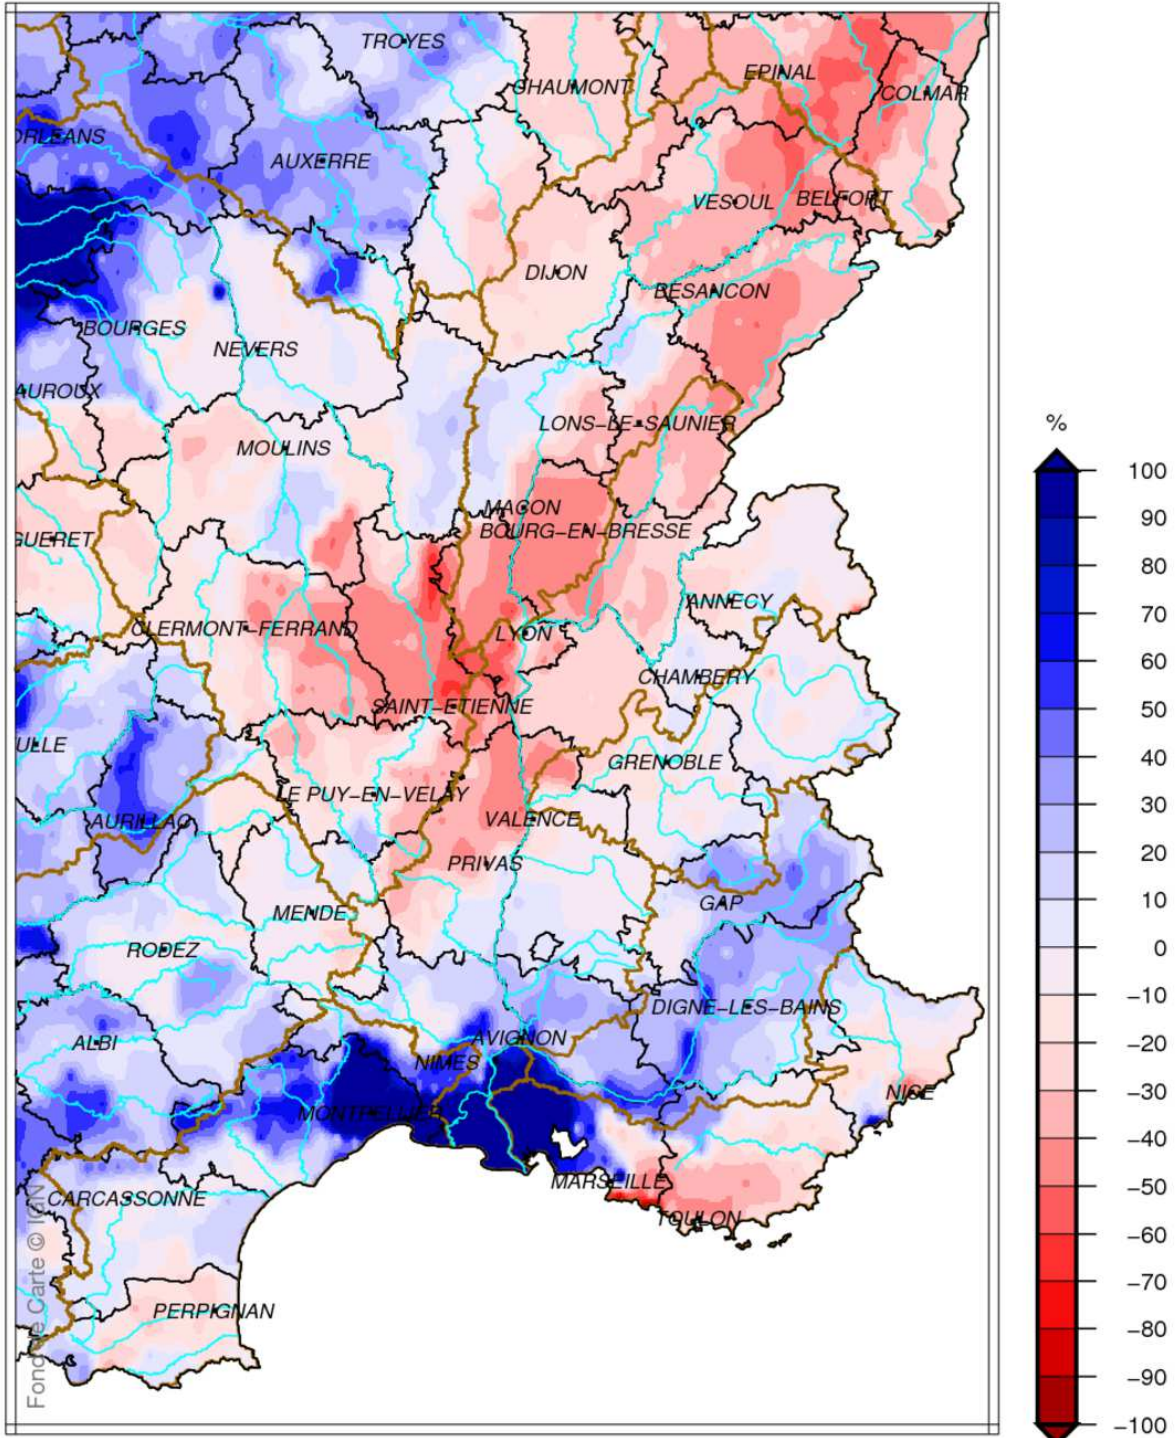 TROYES
EPINAL
CHAUMONT
COLMAR
ORLEANS
AUXERRE
VESOUL
BELFORT
DIJON
BESANCON
BOURGES
NEVERS
AUROUX
LONS-LE-SAUNIER
%
MOULINS
100
MACON
90
BOURG-EN-BRESSE
GUERET
80
ANNECY
70
CLERMONT-FERRAND
LYON
60
CHAMBERY
50
SAINT-ETIENNE
ULLE
40
GRENOBLE
LE PUY-EN-VELAY
30
AURILLAC
VALENCE
20
PRIVAS
10
MENDE
GAP
0
RODEZ
-10
DIGNE-LES-BAINS
ALBI
AVIGNON
-20
NIMES
-30
NICE
MONTPELLIER
-40
MARSEILLE
-50
CARCASSONNE
TOULON
-60
-70
PERPIGNAN
-80
-90
-100
Fond de Carte © IGN